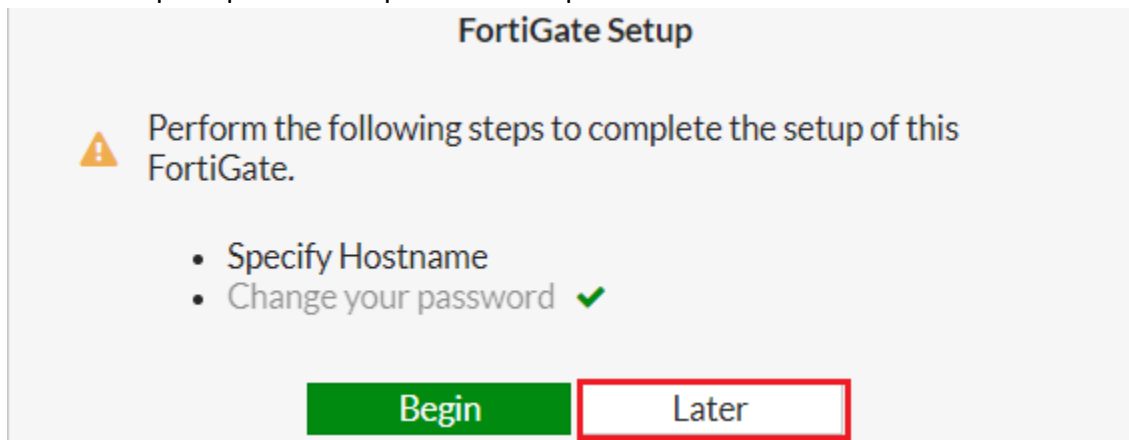 FortiGate Setup
Perform the following steps to complete the setup of this
FortiGate.
• Specify Hostname
• Change your password
Begin
Later